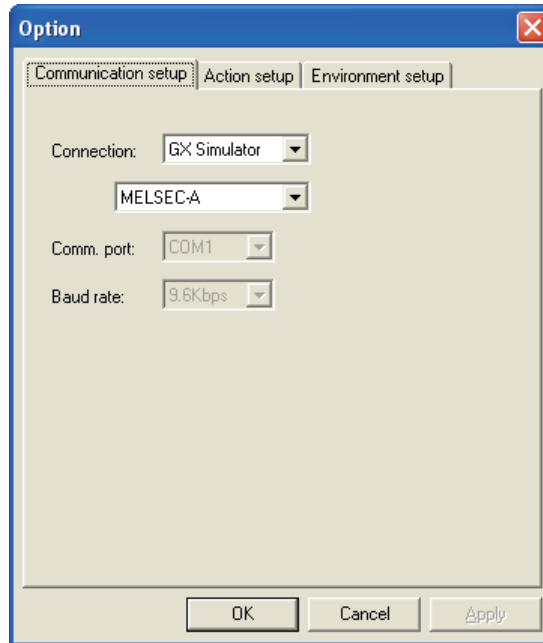 Option
Communication setup Action setup Environment setup
Connection: GX Simulator
MELSEC-A
Comm. port: COM1
Baud rate: 9.6Kbps
OK Cancel Apply